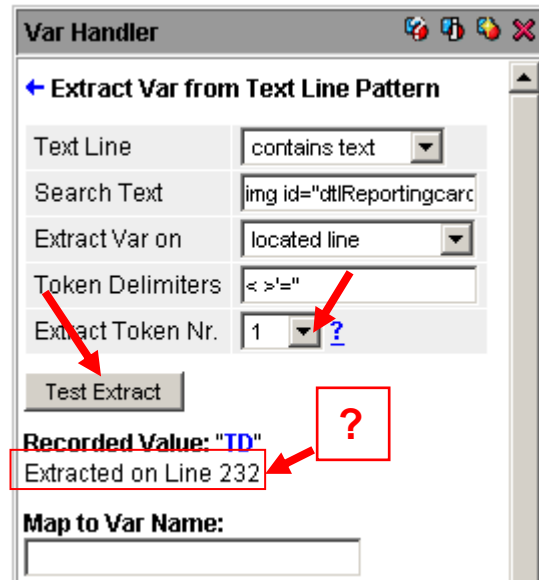 Var Handler
← Extract Var from Text Line Pattern
Text Line contains text
Search Text img id="dtlReportingcarc
Extract Var on located line
Token Delimiters < >'="
Extract Token Nr. 1 ?
Test Extract
?
Recorded Value: "TD"
Extracted on Line 232
Map to Var Name: